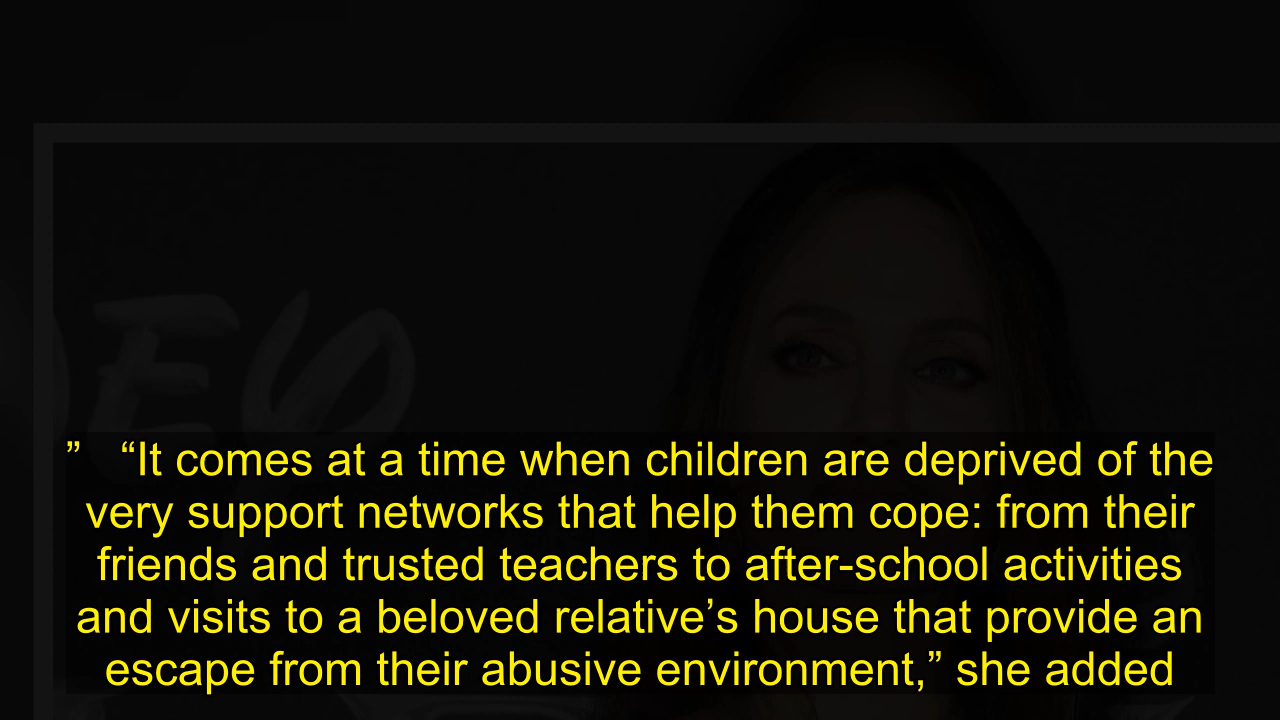 ”   “It comes at a time when children are deprived of the
very support networks that help them cope: from their
friends and trusted teachers to after-school activities
and visits to a beloved relative’s house that provide an
escape from their abusive environment,” she added